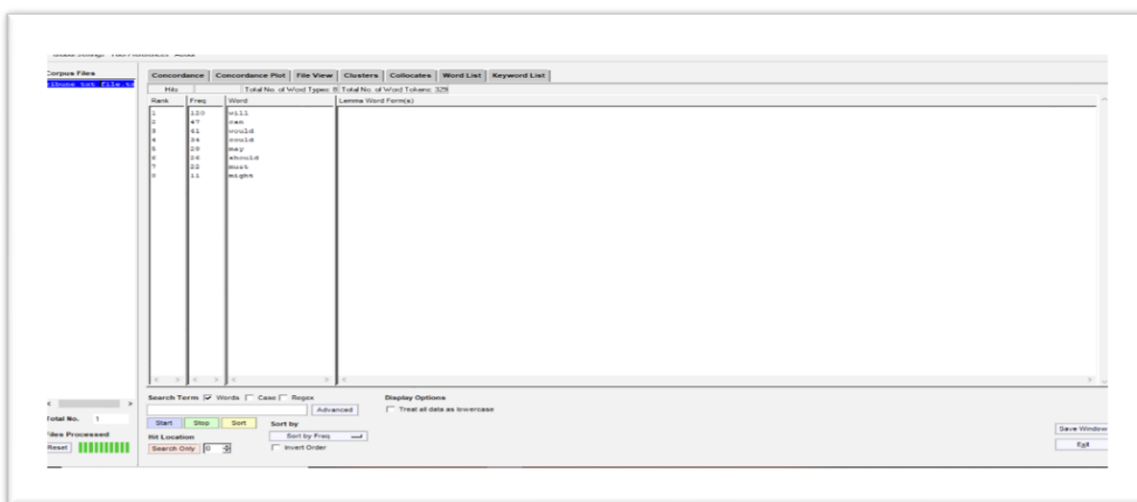 Corpus Files
Concordance Concordance Plot File View Clusters Collocates Word List Keyword List
Hits Total No. of Word Types: 8 Total No. of Word Tokens: 329
Rank Freq Word Lemma Word Form(s)
1 120 will
2 47 can
3 41 would
4 34 could
5 28 may
6 26 should
7 22 must
8 11 might
Search Term Words Case Regex Display Options
Advanced Treat all data as lowercase
Total No. 1
Start Stop Sort Sort by
Files Processed Hit Location Sort by Freq Save Window
Reset Search Only 0 Invert Order Exit